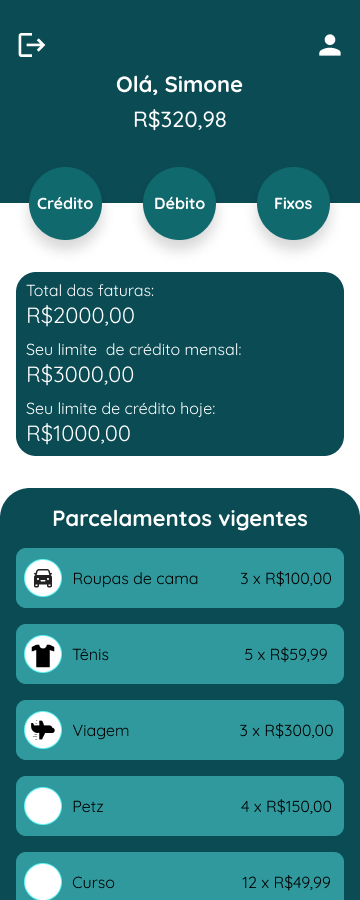 Olá, Simone
R$320,98
Crédito Débito Fixos
Total das faturas:
R$2000,00
Seu limite  de crédito mensal:
R$3000,00
Seu limite de crédito hoje:
R$1000,00
Parcelamentos vigentes
Roupas de cama 3 x R$100,00
Tênis 5 x R$59,99
Viagem 3 x R$300,00
Petz 4 x R$150,00
Curso 12 x R$49,99